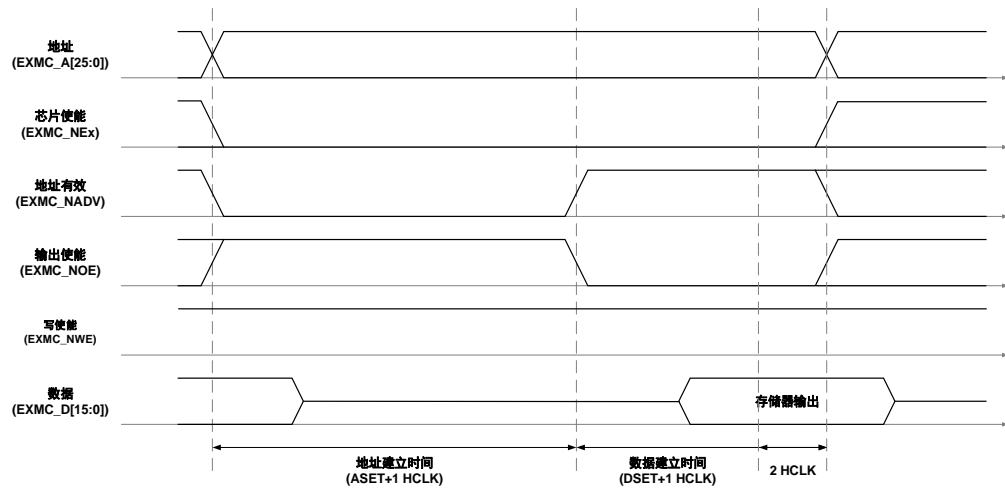 地址
(EXMC_A[25:0])
芯片使能
(EXMC_NEx)
地址有效
(EXMC_NADV)
输出使能
(EXMC_NOE)
写使能
(EXMC_NWE)
数据
(EXMC_D[15:0])
存储器输出
地址建立时间
(ASET+1 HCLK)
数据建立时间
(DSET+1 HCLK)
2 HCLK